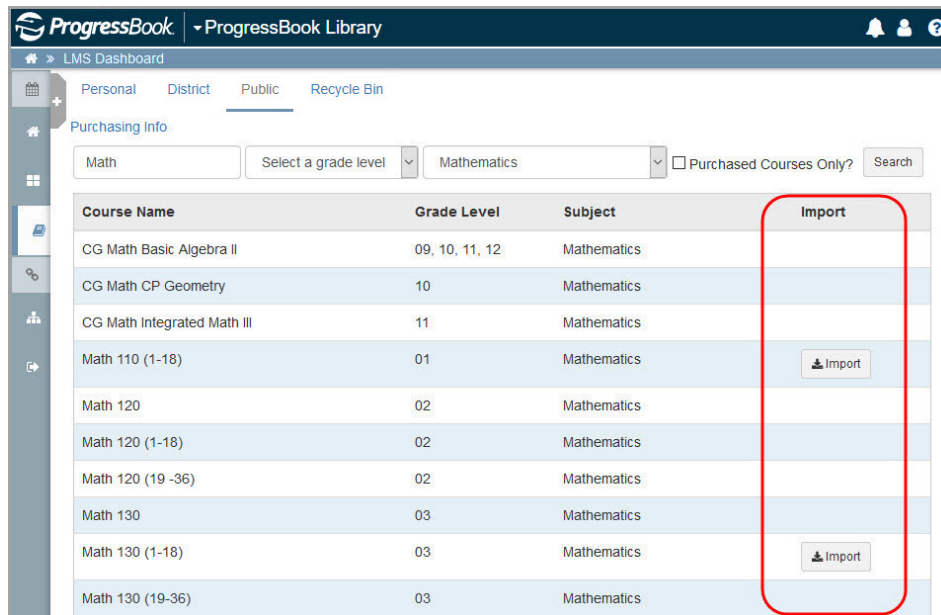 ProgressBook ProgressBook Library
» LMS Dashboard
Personal District Public Recycle Bin
Purchasing Info
Math Select a grade level Mathematics Purchased Courses Only? Search
Course Name Grade Level Subject Import
CG Math Basic Algebra II 09, 10, 11, 12 Mathematics
CG Math CP Geometry 10 Mathematics
CG Math Integrated Math III 11 Mathematics
Math 110 (1-18) 01 Mathematics Import
Math 120 02 Mathematics
Math 120 (1-18) 02 Mathematics
Math 120 (19 -36) 02 Mathematics
Math 130 03 Mathematics
Math 130 (1-18) 03 Mathematics Import
Math 130 (19-36) 03 Mathematics